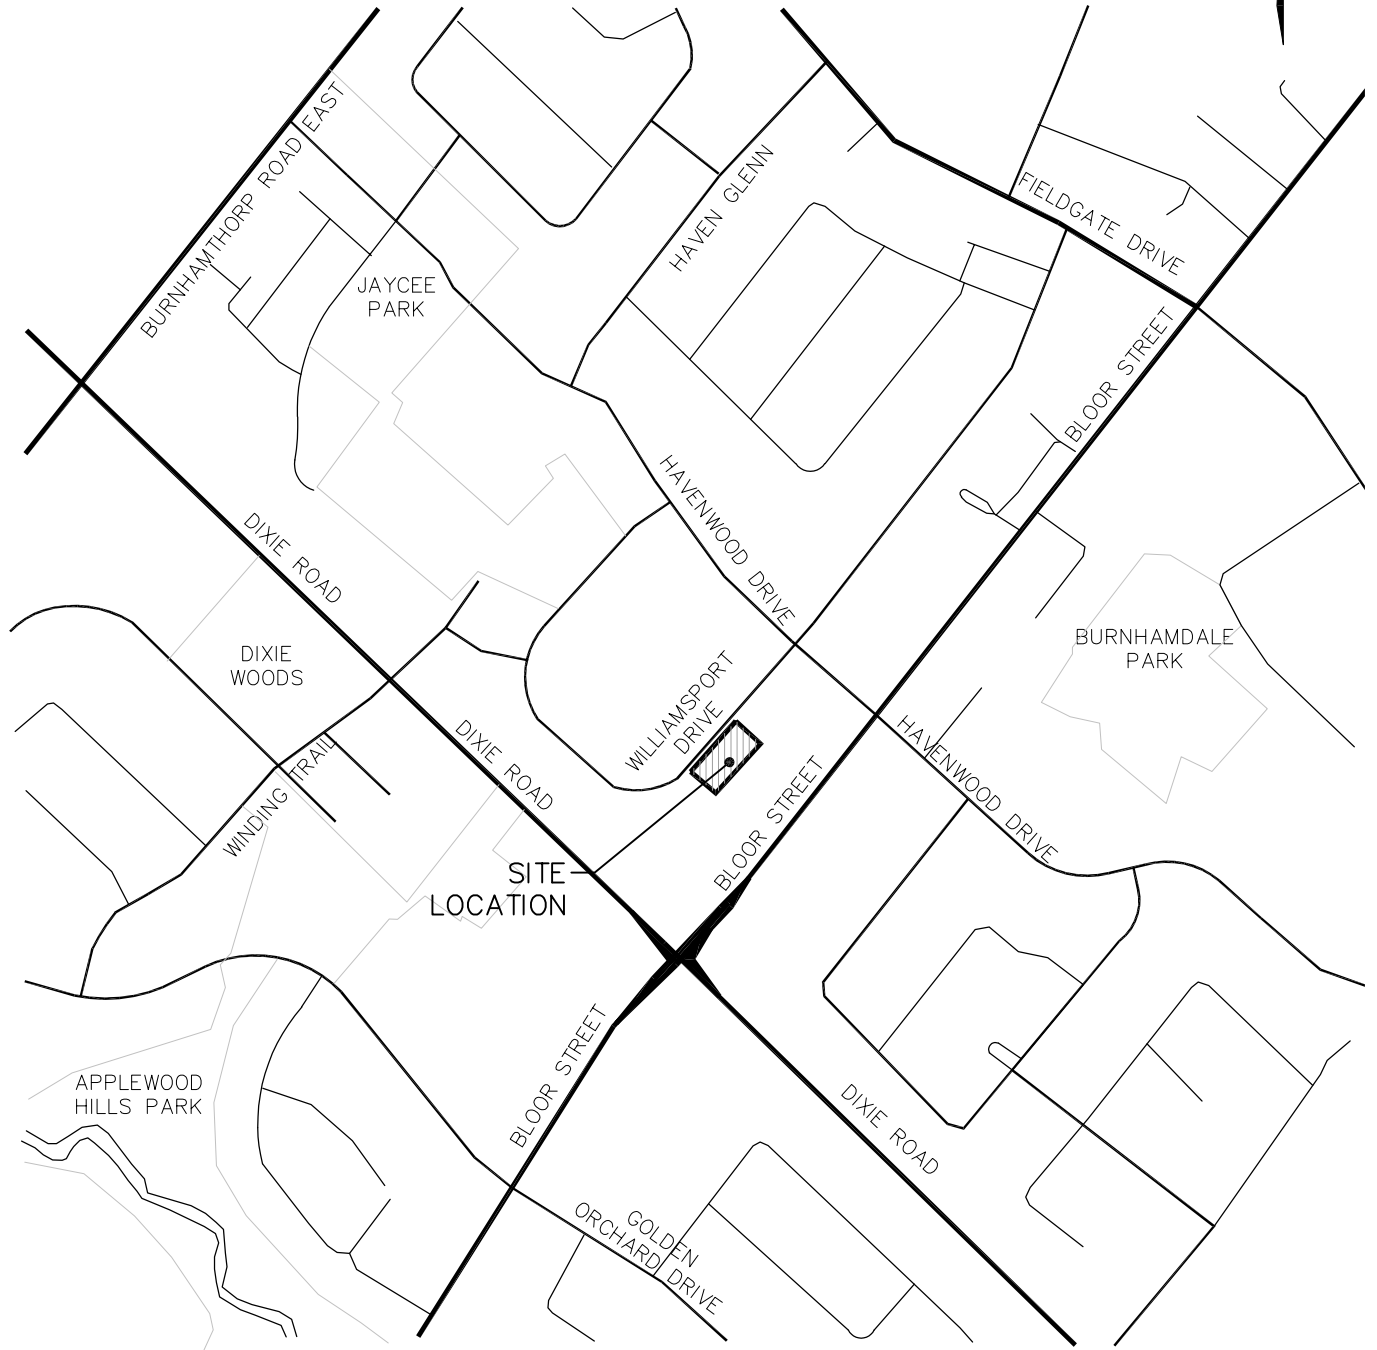 BURNHAMTHORP ROAD EAST
JAYCEE
PARK
HAVEN GLENN
FIELDGATE DRIVE
BLOOR STREET
HAVENWOOD DRIVE
DIXIE ROAD
DIXIE
WOODS
BURNHAMDALE
PARK
WILLIAMSPORT
DRIVE
DIXIE ROAD
WINDING TRAIL
BLOOR STREET
HAVENWOOD DRIVE
SITE
LOCATION
BLOOR STREET
APPLEWOOD
HILLS PARK
DIXIE ROAD
GOLDEN
ORCHARD DRIVE